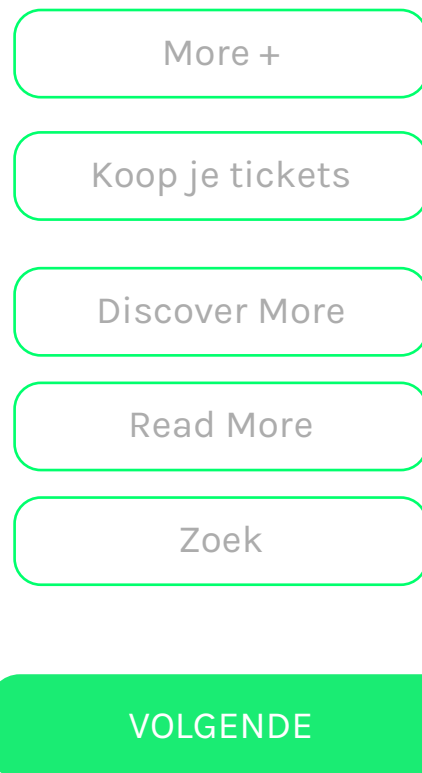 More +
Koop je tickets
Discover More
Read More
Zoek
VOLGENDE